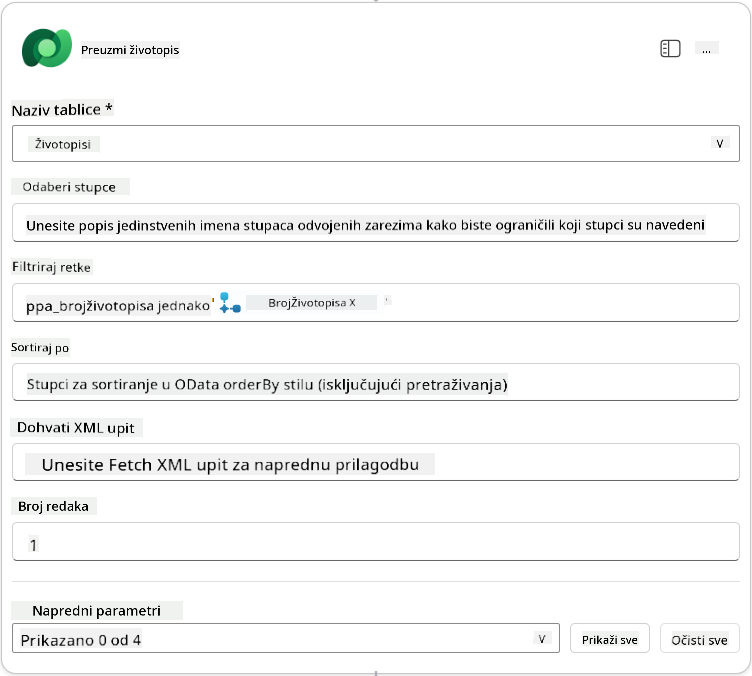 Preuzmi životopis
...
Naziv tablice *
Životopisi
Odaberi stupce
Unesite popis jedinstvenih imena stupaca odvojenih zarezima kako biste ograničili koji stupci su navedeni
Filtriraj retke
ppa_brojživotopisa jednako' BrojŽivotopisa X '
Sortiraj po
Stupci za sortiranje u OData orderBy stilu (isključujući pretraživanja)
Dohvati XML upit
Unesite Fetch XML upit za naprednu prilagodbu
Broj redaka
1
Napredni parametri
Prikazano 0 od 4
Prikaži sve
Očisti sve